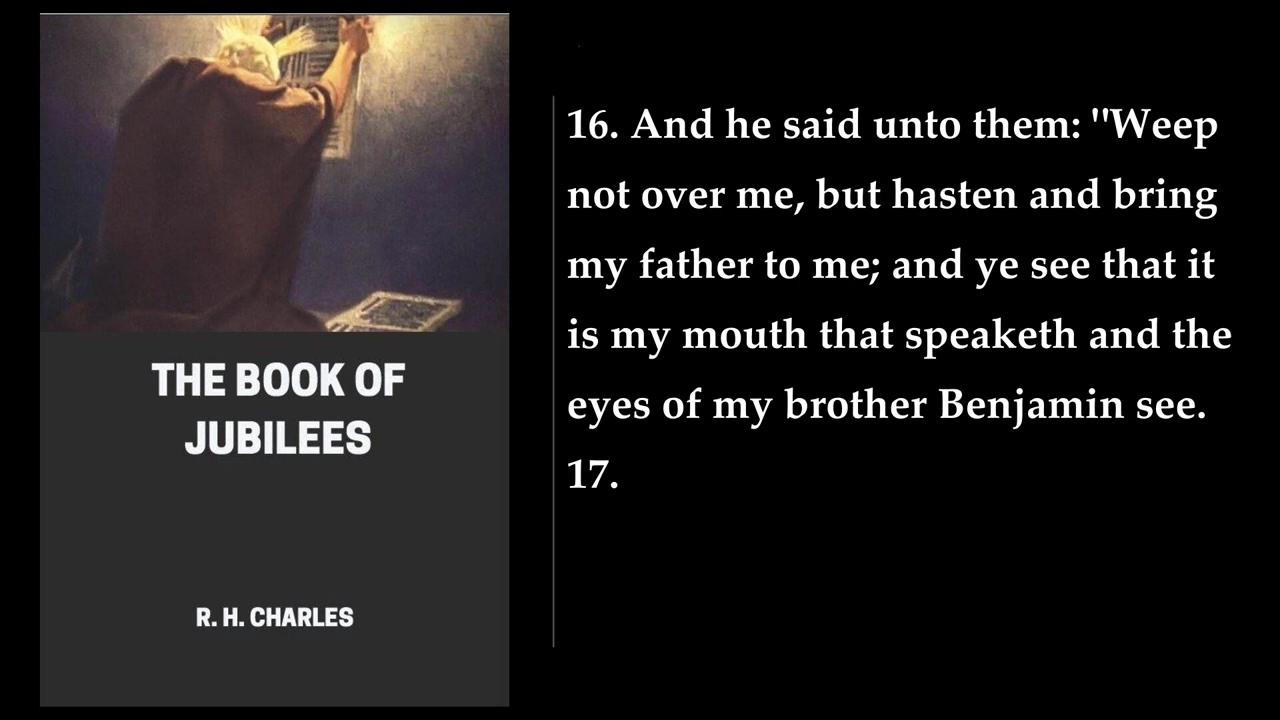 THE BOOK OF
JUBILEES
R. H. CHARLES
16. And he said unto them: "Weep
not over me, but hasten and bring
my father to me; and ye see that it
is my mouth that speaketh and the
eyes of my brother Benjamin see.
17.